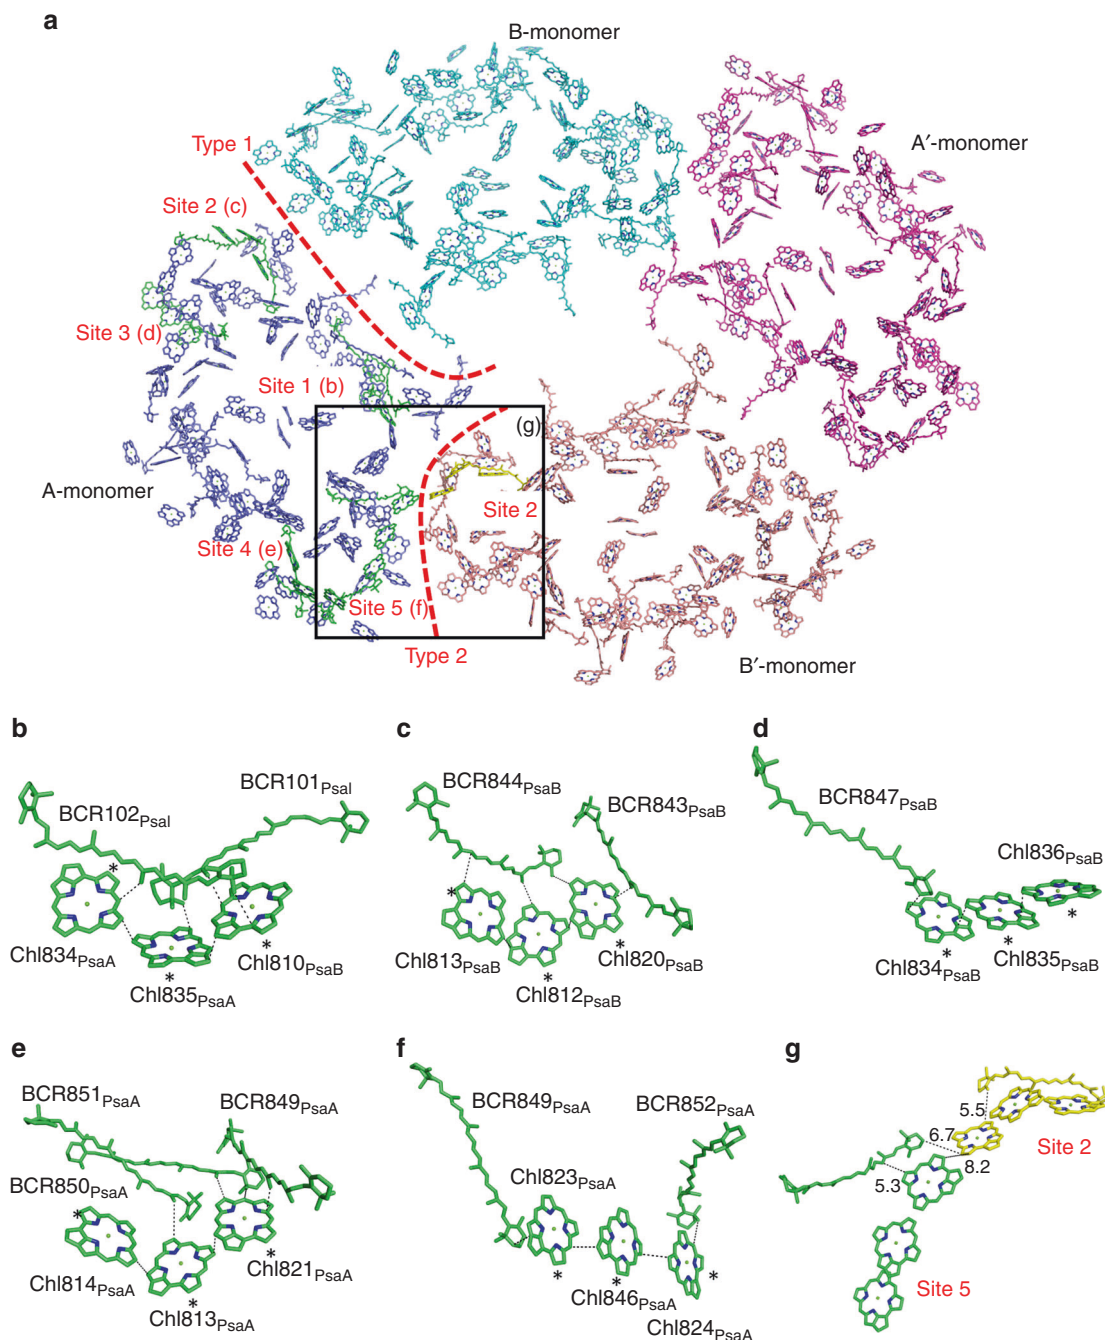 a
B-monomer
A′-monomer
Type 1
Site 2 (c)
Site 3 (d)
Site 1 (b)
(g)
A-monomer
Site 2
Site 4 (e)
Site 5 (f)
Type 2
B′-monomer
b
BCR101PsaI
BCR102PsaI
*
Chl834PsaA
*
Chl835PsaA
*
Chl810PsaB
c
BCR844PsaB
BCR843PsaB
*
Chl813PsaB
*
Chl812PsaB
*
Chl820PsaB
d
BCR847PsaB
Chl836PsaB
*
*
Chl835PsaB
*
Chl834PsaB
e
BCR851PsaA
BCR849PsaA
BCR850PsaA
*
Chl814PsaA
*
Chl813PsaA
*
Chl821PsaA
f
BCR849PsaA
BCR852PsaA
Chl823PsaA
*
*
*
Chl846PsaA
Chl824PsaA
g
5.5
6.7
Site 2
8.2
5.3
Site 5